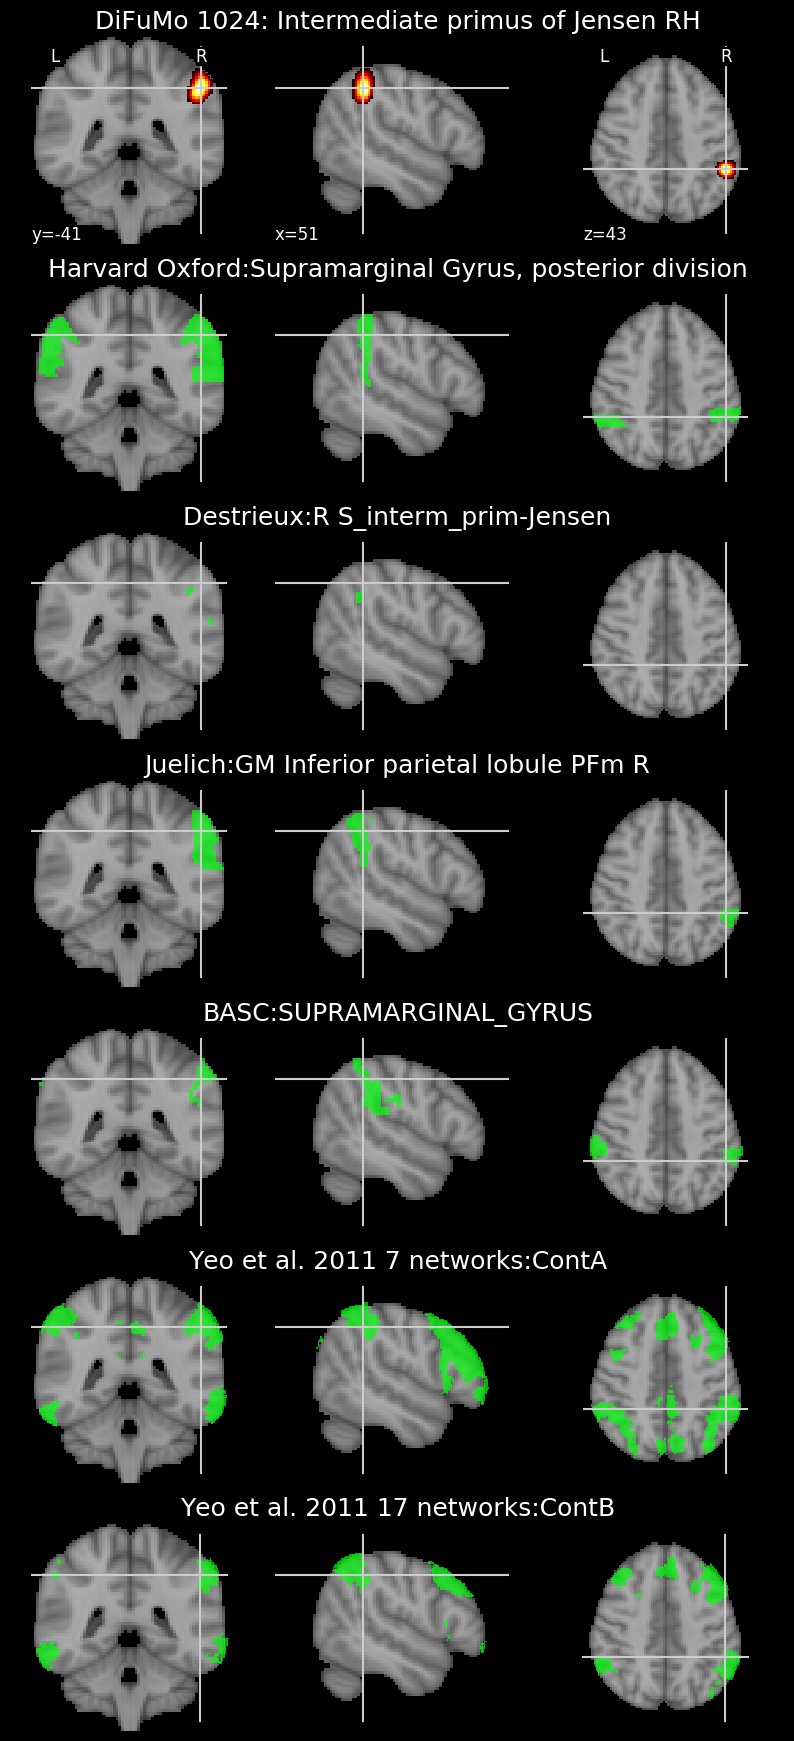 DiFuMo 1024: Intermediate primus of Jensen RH
L R L R
y=-41 x=51 z=43
Harvard Oxford:Supramarginal Gyrus, posterior division
Destrieux:R S_interm_prim-Jensen
Juelich:GM Inferior parietal lobule PFm R
BASC:SUPRAMARGINAL_GYRUS
Yeo et al. 2011 7 networks:ContA
Yeo et al. 2011 17 networks:ContB